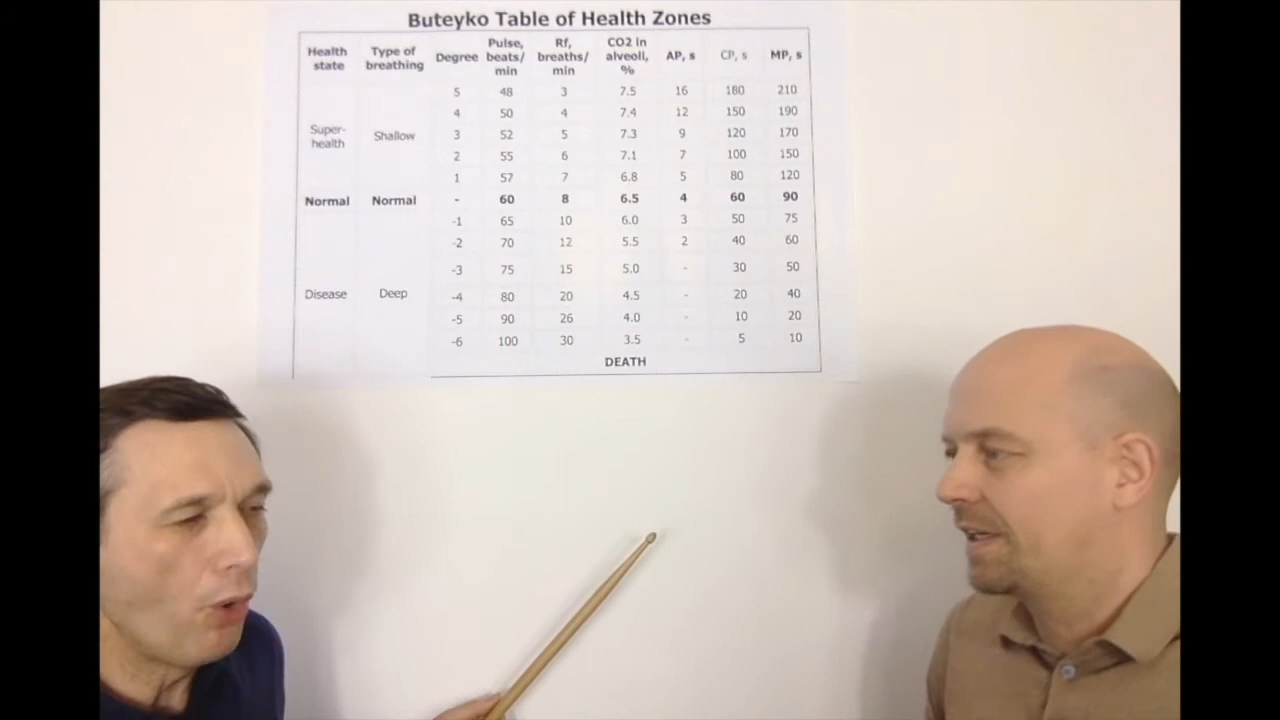 Buteyko Table of Health Zones
Health state Type of breathing Degree Pulse, beats/ min Rf, breaths/ min CO2 in alveoli, % AP, s CP, s MP, s
5 48 3 7.5 16 180 210
4 50 4 7.4 12 150 190
Super-health Shallow 3 52 5 7.3 9 120 170
2 55 6 7.1 7 100 150
1 57 7 6.8 5 80 120
Normal Normal - 60 8 6.5 4 60 90
-1 65 10 6.0 3 50 75
-2 70 12 5.5 2 40 60
-3 75 15 5.0 - 30 50
Disease Deep -4 80 20 4.5 - 20 40
-5 90 26 4.0 - 10 20
-6 100 30 3.5 - 5 10
DEATH